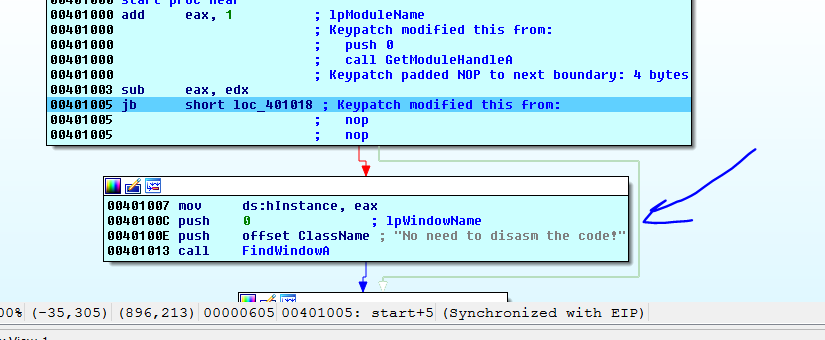 start proc near
00401000 add eax, 1 ; lpModuleName
00401000 ; Keypatch modified this from:
00401000 ; push 0
00401000 ; call GetModuleHandleA
00401000 ; Keypatch padded NOP to next boundary: 4 bytes
00401003 sub eax, edx
00401005 jb short loc_401018 ; Keypatch modified this from:
00401005 ; nop
00401005 ; nop
00401007 mov ds:hInstance, eax
0040100C push 0 ; lpWindowName
0040100E push offset ClassName ; "No need to disasm the code!"
00401013 call FindWindowA
00% (-35,305) (896,213) 00000605 00401005: start+5 (Synchronized with EIP)